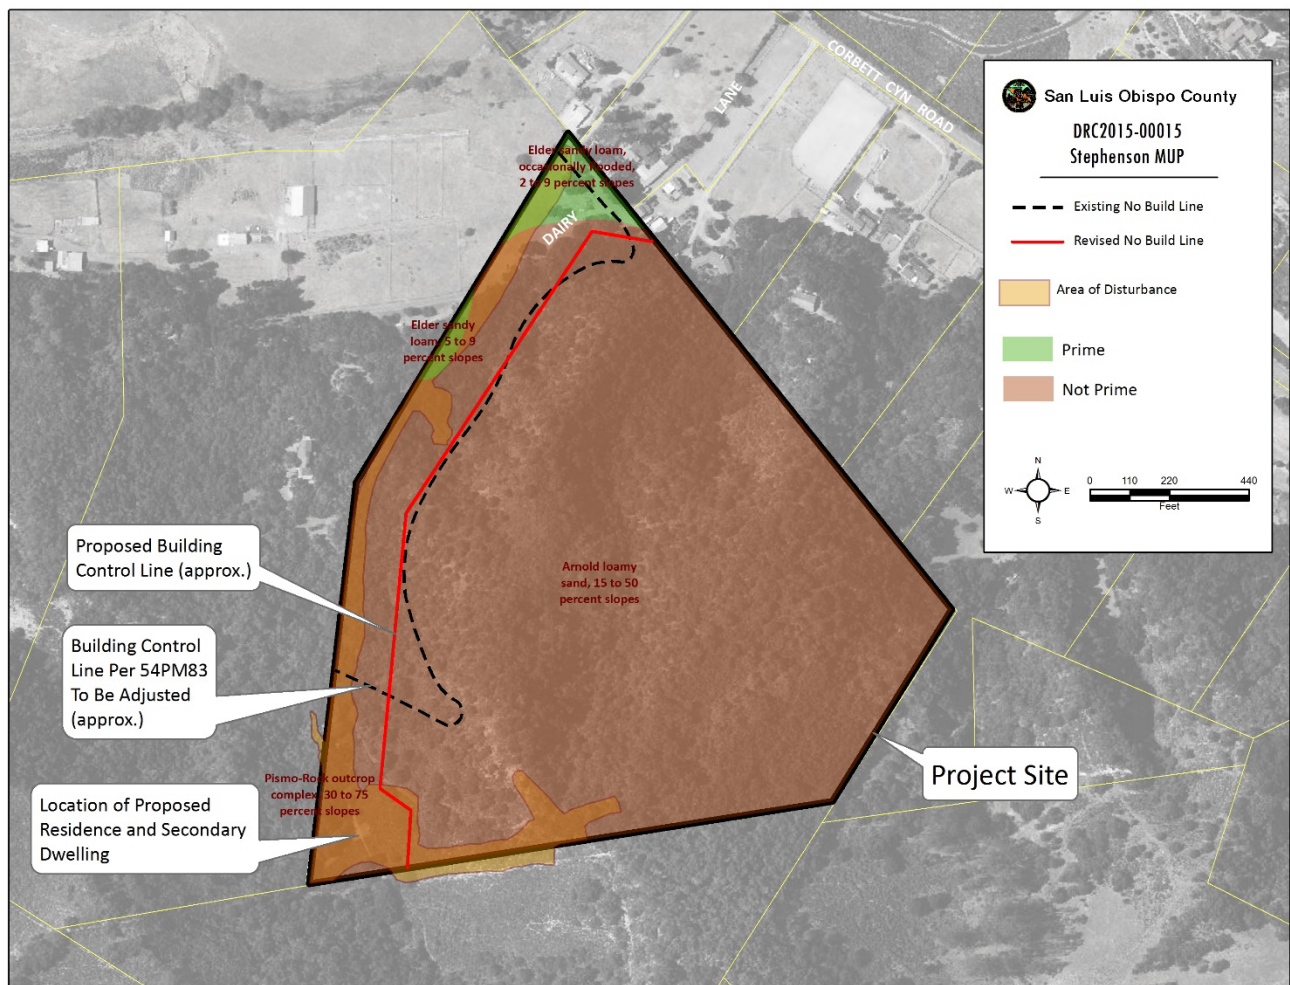 CORBETT CYN ROAD
LANE
Elder sandy loam,
occasionally flooded,
2 to 9 percent slopes
DAIRY
Elder sandy
loam, 5 to 9
percent slopes
Arnold loamy
sand, 15 to 50
percent slopes
Pismo-Rock outcrop
complex, 30 to 75
percent slopes
Proposed Building
Control Line (approx.)
Building Control
Line Per 54PM83
To Be Adjusted
(approx.)
Location of Proposed
Residence and Secondary
Dwelling
Project Site
San Luis Obispo County
DRC2015-00015
Stephenson MUP
Existing No Build Line
Revised No Build Line
Area of Disturbance
Prime
Not Prime
N
W E
S
0 110 220 440
Feet